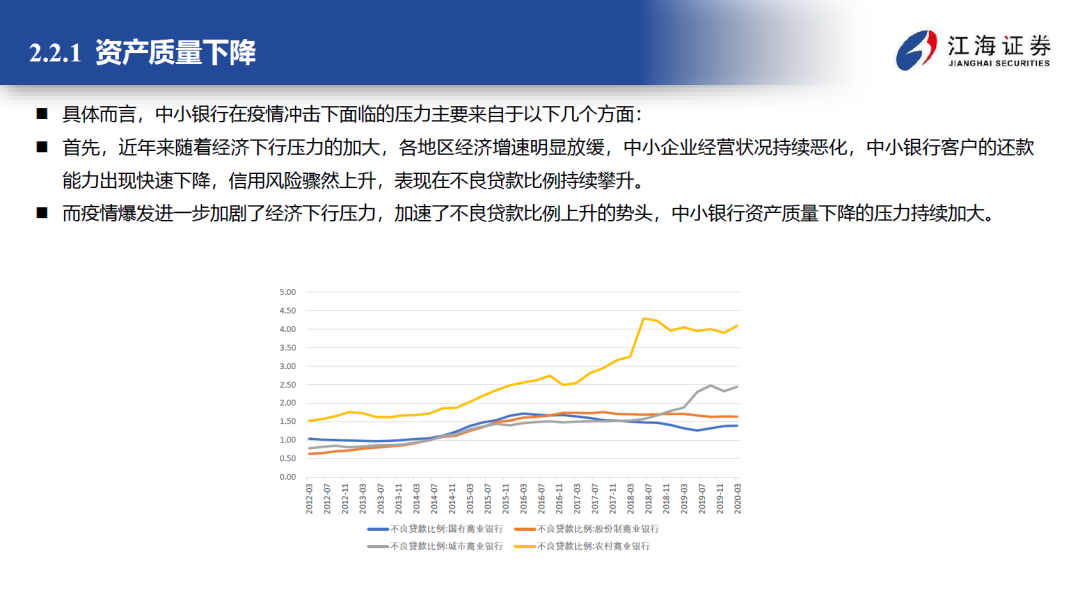 2.2.1 资产质量下降
江海证券
JIANGHAI SECURITIES
■ 具体而言，中小银行在疫情冲击下面临的压力主要来自于以下几个方面：
■ 首先，近年来随着经济下行压力的加大，各地区经济增速明显放缓，中小企业经营状况持续恶化，中小银行客户的还款
能力出现快速下降，信用风险骤然上升，表现在不良贷款比例持续攀升。
■ 而疫情爆发进一步加剧了经济下行压力，加速了不良贷款比例上升的势头，中小银行资产质量下降的压力持续加大。
5.00
4.50
4.00
3.50
3.00
2.50
2.00
1.50
1.00
0.50
0.00
2012-03 2012-07 2012-11 2013-03 2013-07 2013-11 2014-03 2014-07 2014-11 2015-03 2015-07 2015-11 2016-03 2016-07 2016-11 2017-03 2017-07 2017-11 2018-03 2018-07 2018-11 2019-03 2019-07 2019-11 2020-03
不良贷款比例:国有商业银行 不良贷款比例:股份制商业银行
不良贷款比例:城市商业银行 不良贷款比例:农村商业银行